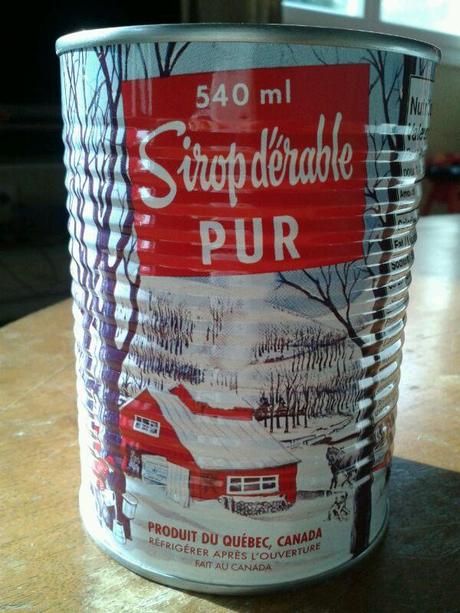 540 ml
Sirop d'érable
PUR
PRODUIT DU QUÉBEC, CANADA
RÉFRIGÉRER APRÈS L'OUVERTURE
FAIT AU CANADA